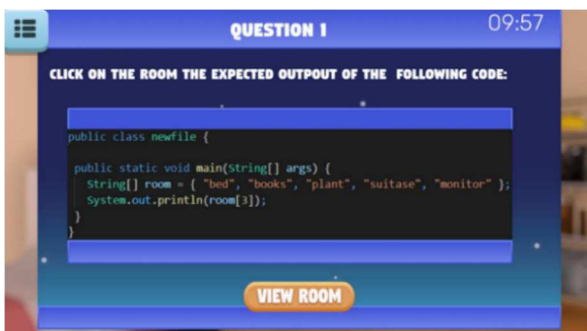 QUESTION 1
09:57
CLICK ON THE ROOM THE EXPECTED OUTPOUT OF THE FOLLOWING CODE:
public class newfile {
public static void main(String[] args) {
String[] room = { "bed", "books", "plant", "suitase", "monitor" };
System.out.println(room[3]);
}
}
VIEW ROOM